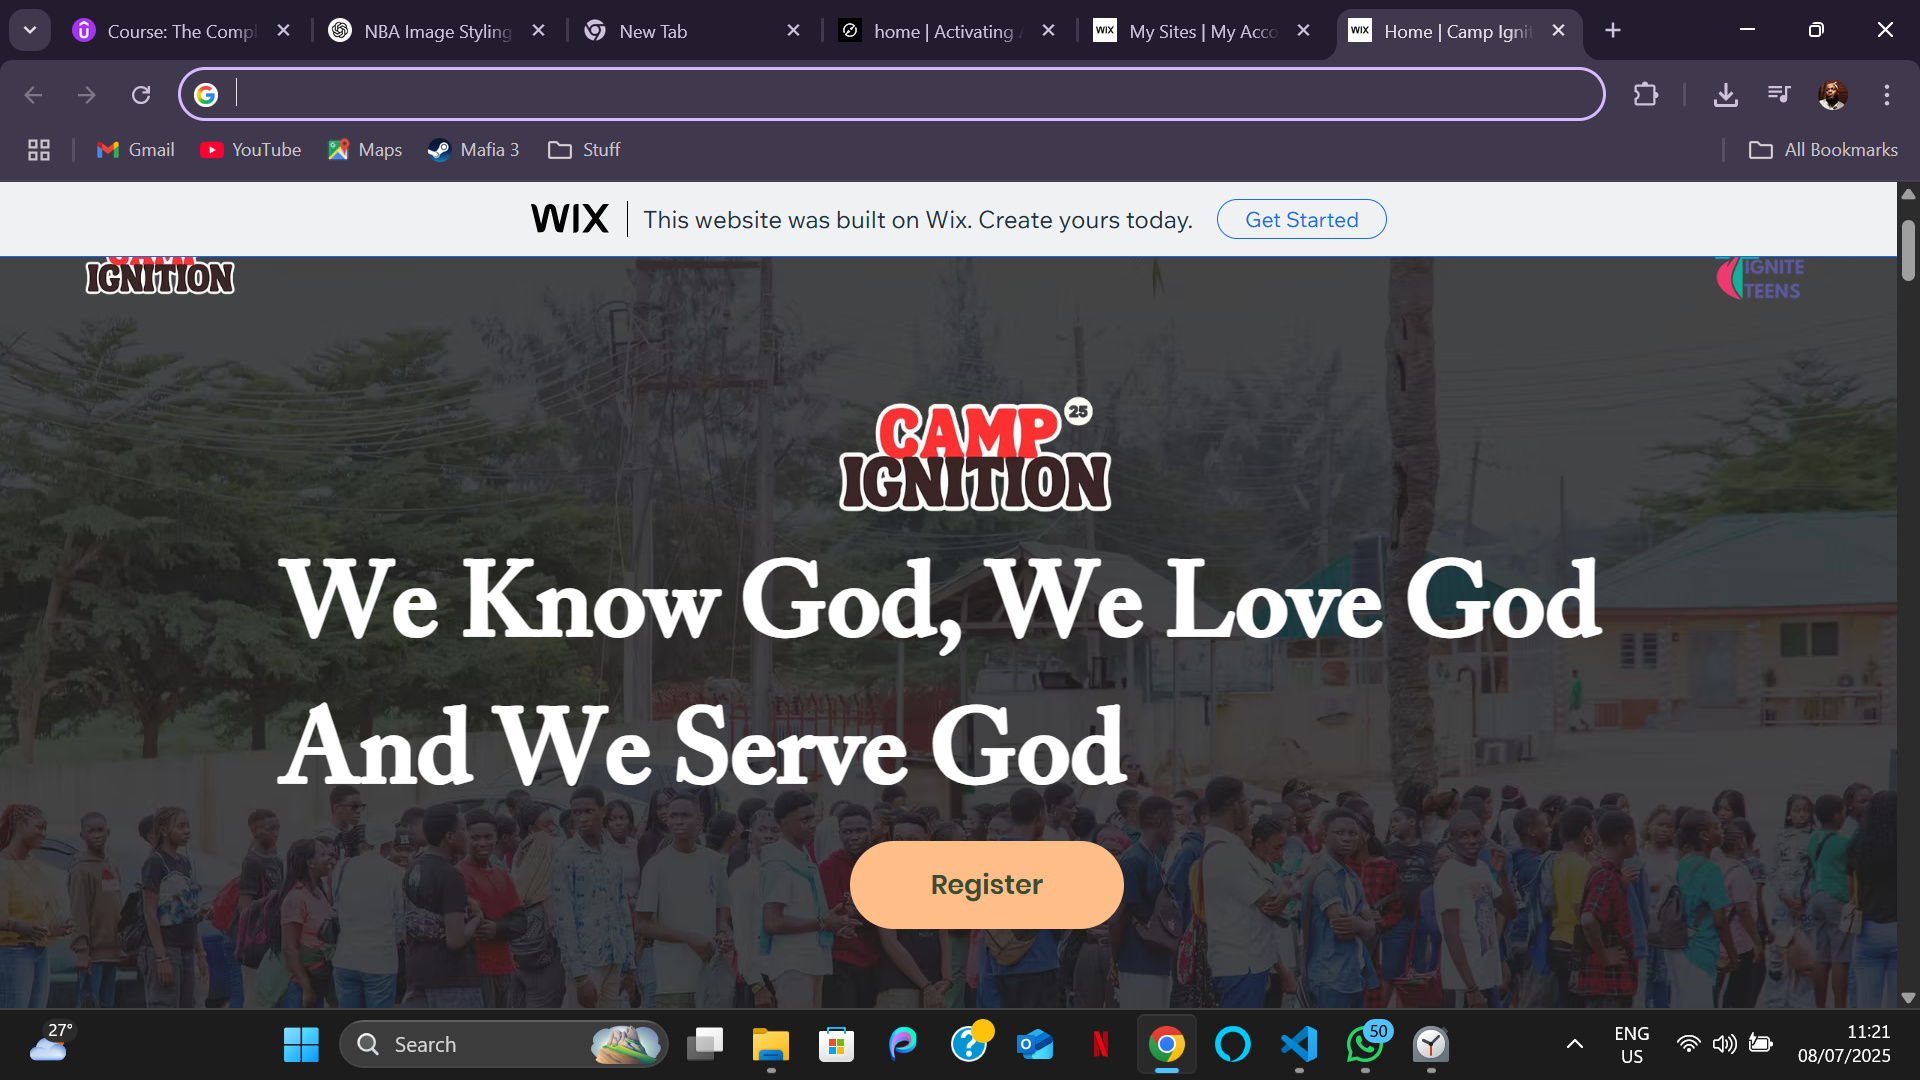 Course: The Compl
NBA Image Styling
New Tab
home | Activating A
WIX
My Sites | My Acco
WIX
Home | Camp Ignit
Gmail
YouTube
Maps
Mafia 3
Stuff
All Bookmarks
WIX
This website was built on Wix. Create yours today.
Get Started
CAMP
IGNITION
IGNITE
TEENS
CAMP
25
IGNITION
We Know God, We Love God
And We Serve God
Register
27°
Search
50
ENG
US
11:21
08/07/2025